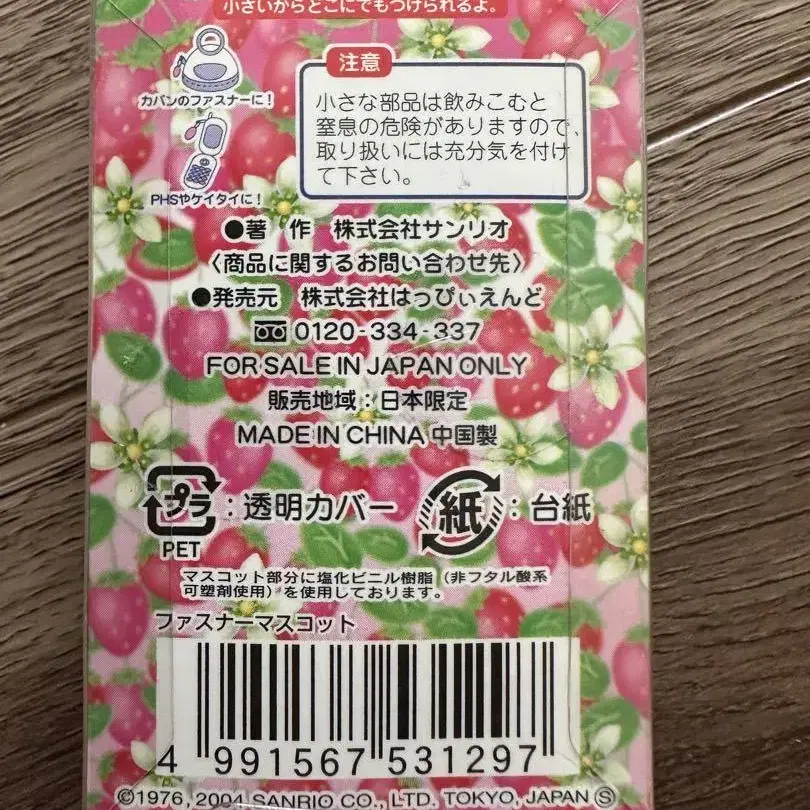 小さいからどこにでもつけられるよ。
カバンのファスナーに!
PHSやケイタイに!
注意
小さな部品は飲みこむと
窒息の危険がありますので、
取り扱いには充分気を付け
て下さい。
●著 作 株式会社サンリオ
〈商品に関するお問い合わせ先〉
●発売元 株式会社はっぴぃえんど
0120-334-337
FOR SALE IN JAPAN ONLY
販売地域:日本限定
MADE IN CHINA 中国製
プラ:透明カバー 紙:台紙
PET
マスコット部分に塩化ビニル樹脂(非フタル酸系
可塑剤使用)を使用しております。
ファスナーマスコット
4 991567 531297
©1976, 2004 SANRIO CO., LTD. TOKYO, JAPAN Ⓢ